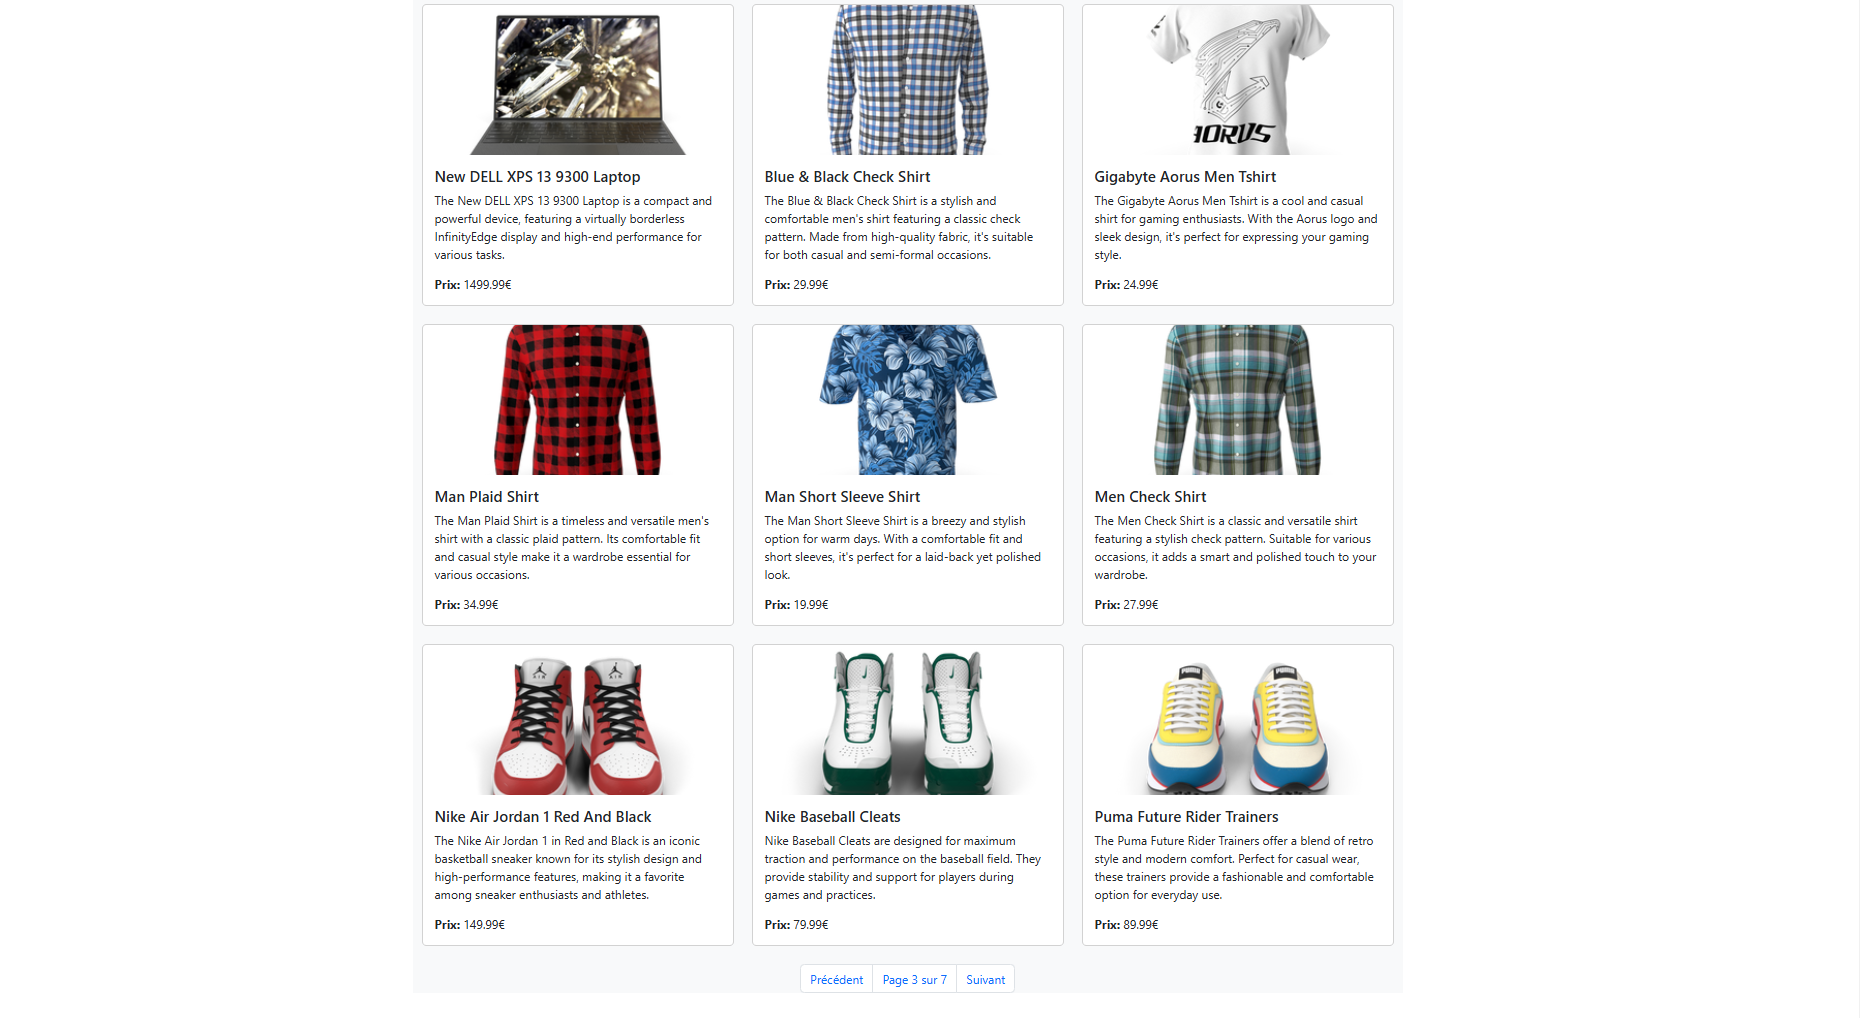 AORUS
New DELL XPS 13 9300 Laptop
The New DELL XPS 13 9300 Laptop is a compact and
powerful device, featuring a virtually borderless
InfinityEdge display and high-end performance for
various tasks.
Prix: 1499.99€
Blue & Black Check Shirt
The Blue & Black Check Shirt is a stylish and
comfortable men's shirt featuring a classic check
pattern. Made from high-quality fabric, it's suitable
for both casual and semi-formal occasions.
Prix: 29.99€
Gigabyte Aorus Men Tshirt
The Gigabyte Aorus Men Tshirt is a cool and casual
shirt for gaming enthusiasts. With the Aorus logo and
sleek design, it's perfect for expressing your gaming
style.
Prix: 24.99€
Man Plaid Shirt
The Man Plaid Shirt is a timeless and versatile men's
shirt with a classic plaid pattern. Its comfortable fit
and casual style make it a wardrobe essential for
various occasions.
Prix: 34.99€
Man Short Sleeve Shirt
The Man Short Sleeve Shirt is a breezy and stylish
option for warm days. With a comfortable fit and
short sleeves, it's perfect for a laid-back yet polished
look.
Prix: 19.99€
Men Check Shirt
The Men Check Shirt is a classic and versatile shirt
featuring a stylish check pattern. Suitable for various
occasions, it adds a smart and polished touch to your
wardrobe.
Prix: 27.99€
AIR
AIR
PUMA
PUMA
Nike Air Jordan 1 Red And Black
The Nike Air Jordan 1 in Red and Black is an iconic
basketball sneaker known for its stylish design and
high-performance features, making it a favorite
among sneaker enthusiasts and athletes.
Prix: 149.99€
Nike Baseball Cleats
Nike Baseball Cleats are designed for maximum
traction and performance on the baseball field. They
provide stability and support for players during
games and practices.
Prix: 79.99€
Puma Future Rider Trainers
The Puma Future Rider Trainers offer a blend of retro
style and modern comfort. Perfect for casual wear,
these trainers provide a fashionable and comfortable
option for everyday use.
Prix: 89.99€
Précédent
Page 3 sur 7
Suivant